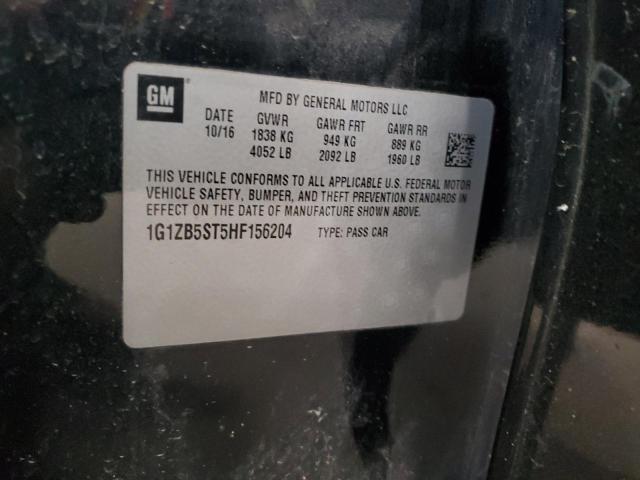 GM
MFD BY GENERAL MOTORS LLC
DATE GVWR GAWR FRT GAWR RR
10/16 1838 KG 949 KG 889 KG
4052 LB 2092 LB 1960 LB
THIS VEHICLE CONFORMS TO ALL APPLICABLE U.S. FEDERAL MOTOR
VEHICLE SAFETY, BUMPER, AND THEFT PREVENTION STANDARDS IN
EFFECT ON THE DATE OF MANUFACTURE SHOWN ABOVE.
1G1ZB5ST5HF156204 TYPE: PASS CAR